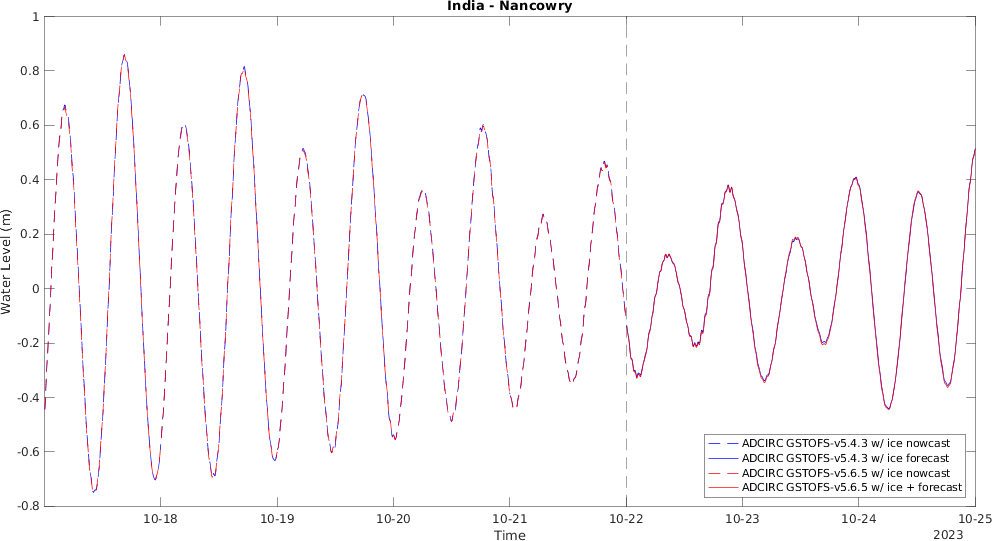 India - Nancowry
1
0.8
0.6
0.4
0.2
0
-0.2
-0.4
-0.6
-0.8
Water Level (m)
ADCIRC GSTOFS-v5.4.3 w/ ice nowcast
ADCIRC GSTOFS-v5.4.3 w/ ice forecast
ADCIRC GSTOFS-v5.6.5 w/ ice nowcast
ADCIRC GSTOFS-v5.6.5 w/ ice + forecast
10-18 10-19 10-20 10-21 10-22 10-23 10-24 10-25
Time
2023